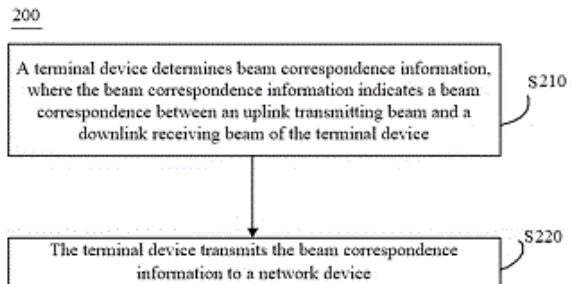 200
A terminal device determines beam correspondence information,
where the beam correspondence information indicates a beam
correspondence between an uplink transmitting beam and a
downlink receiving beam of the terminal device
S210
The terminal device transmits the beam correspondence
information to a network device
S220